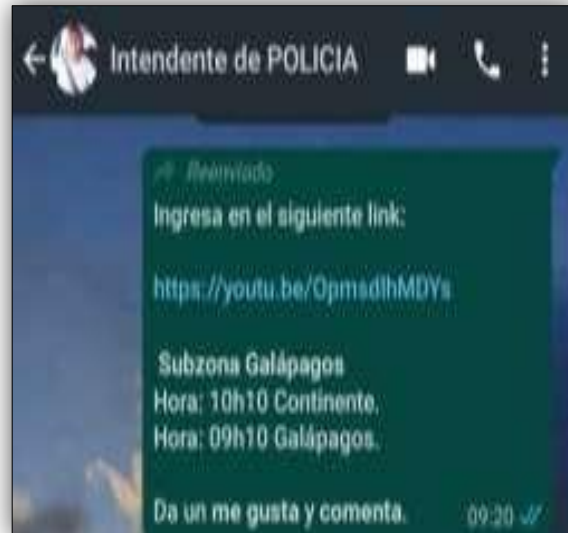 Intendente de POLICIA
Reenviado
Ingresa en el siguiente link:
https://youtu.be/OpmsdlhMDYs
Subzona Galápagos
Hora: 10h10 Continente.
Hora: 09h10 Galápagos.
Da un me gusta y comenta.
09:20